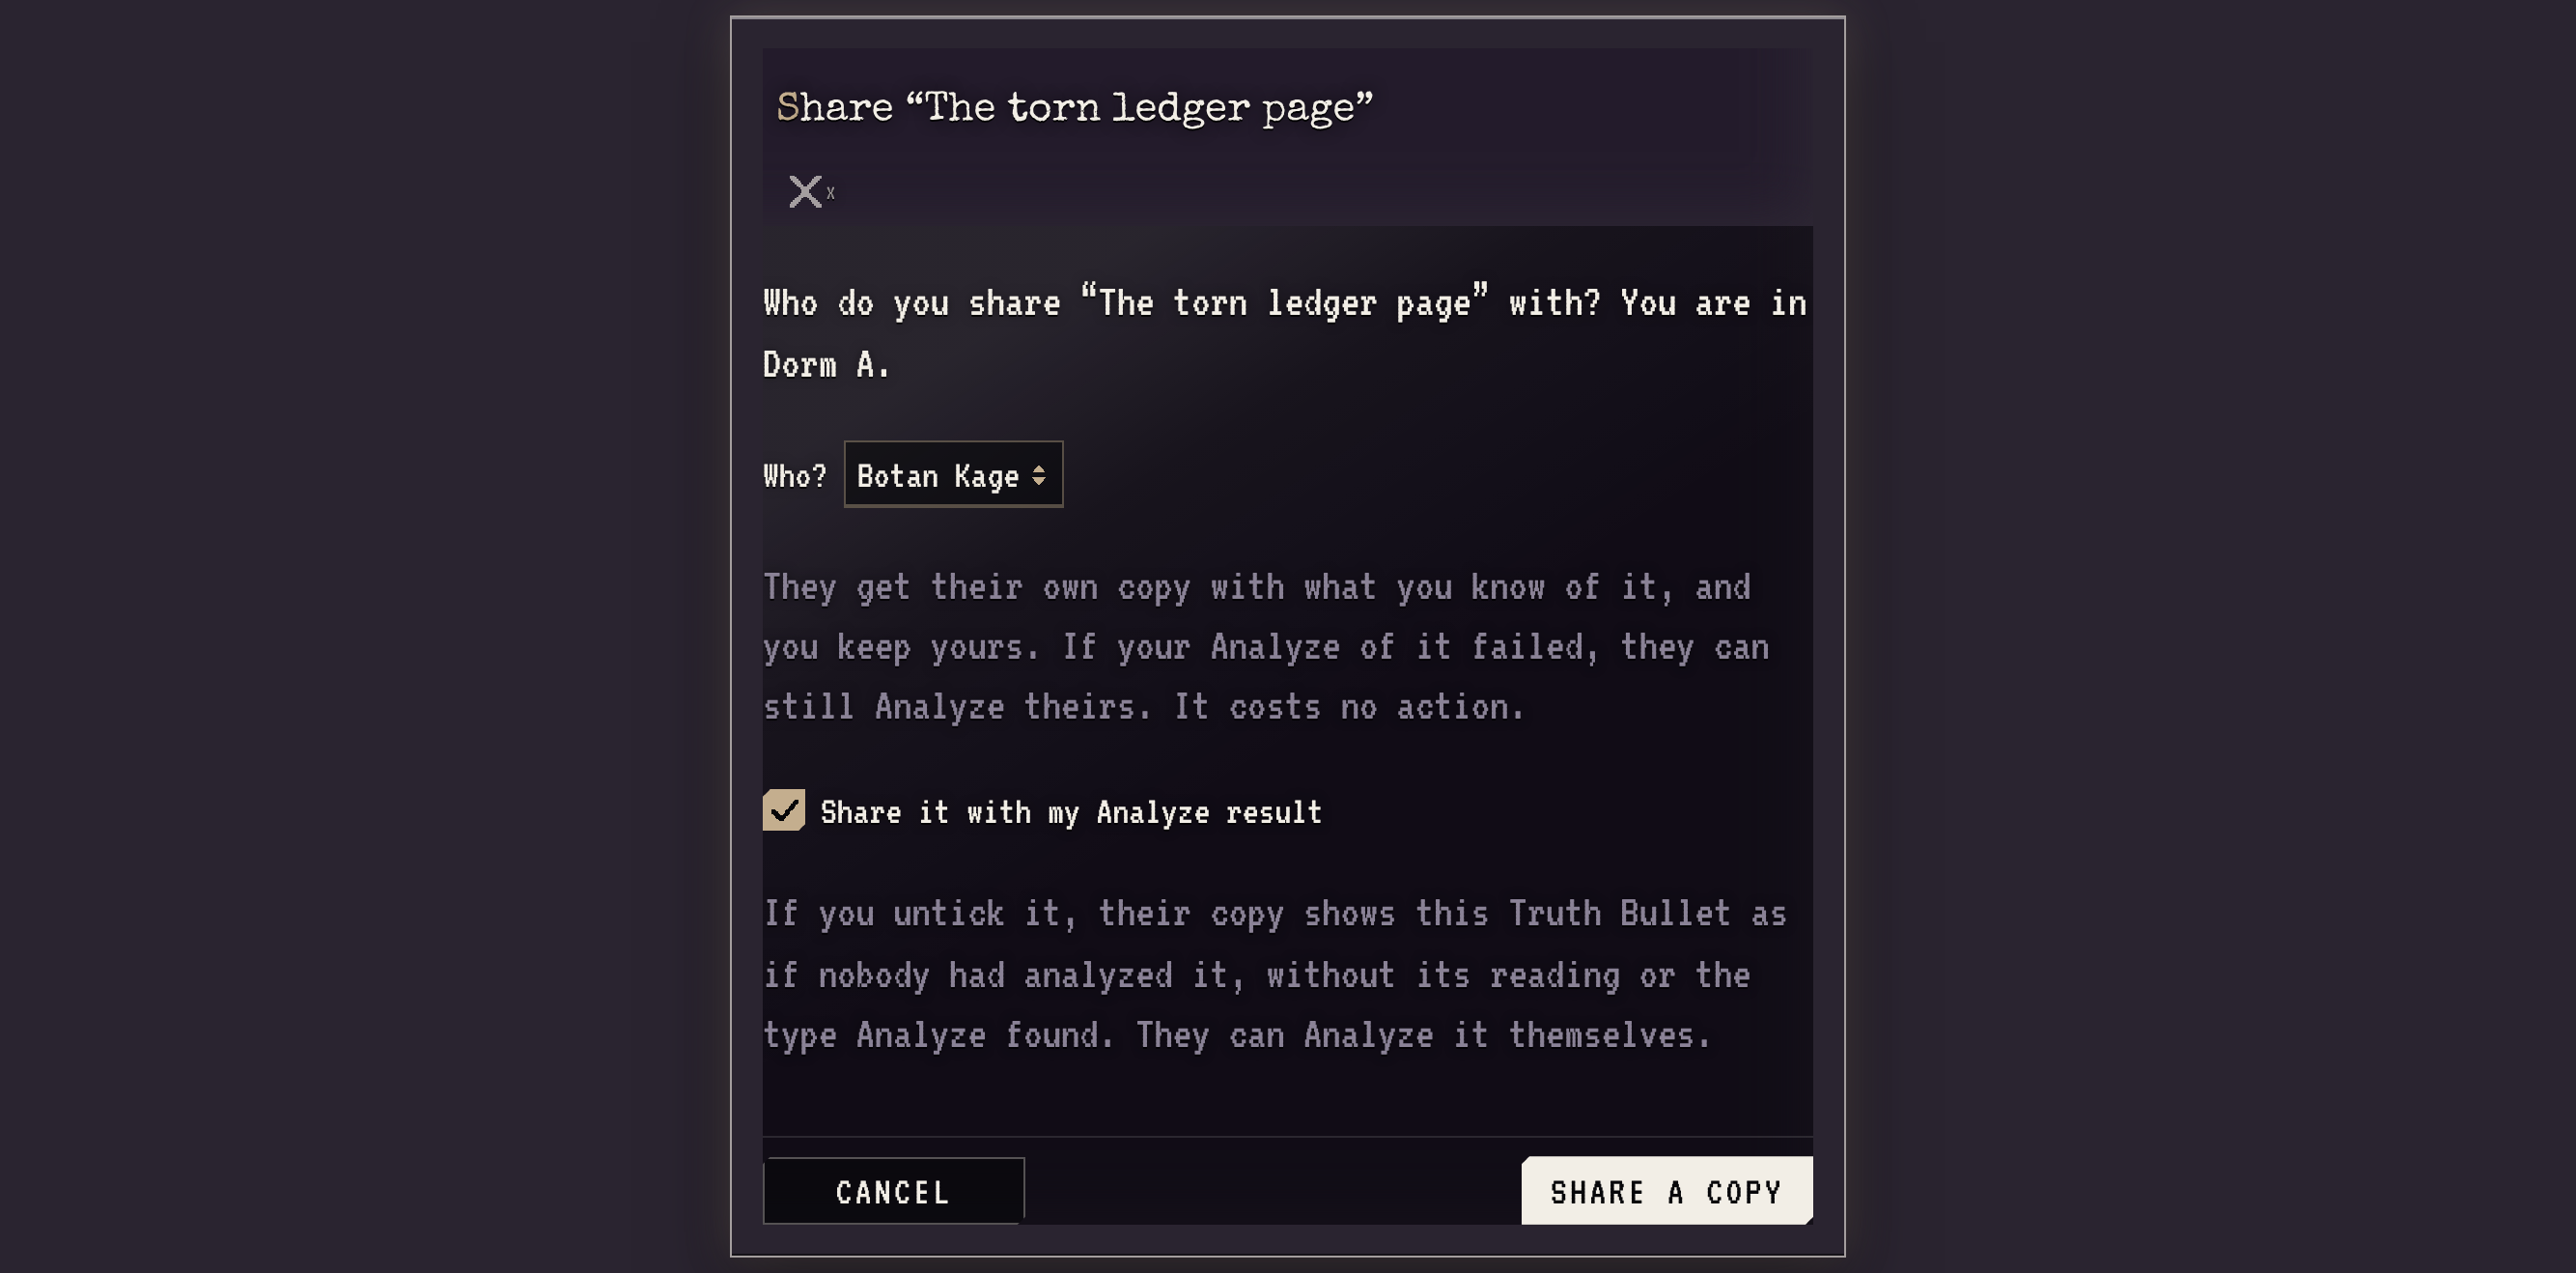 Share “The torn ledger page”
x
Who do you share “The torn ledger page” with? You are in
Dorm A.
Who? Botan Kage
They get their own copy with what you know of it, and
you keep yours. If your Analyze of it failed, they can
still Analyze theirs. It costs no action.
Share it with my Analyze result
If you untick it, their copy shows this Truth Bullet as
if nobody had analyzed it, without its reading or the
type Analyze found. They can Analyze it themselves.
CANCEL
SHARE A COPY